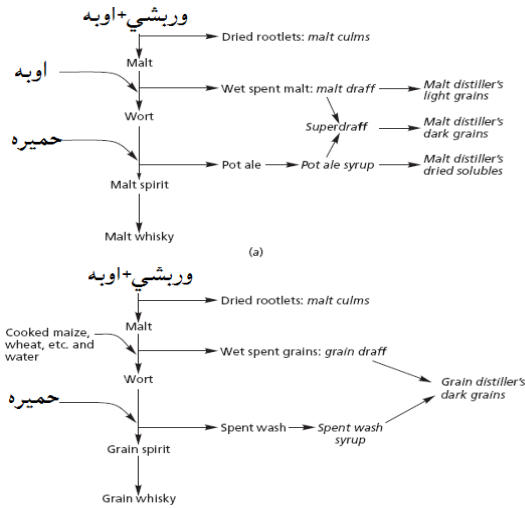 وربشي+اوبه
Dried rootlets: malt culms
Malt
اوبه
Wet spent malt: malt draff
Malt distiller's
light grains
Wort
Superdraff
Malt distiller's
dark grains
حميره
Pot ale
Pot ale syrup
Malt distiller's
dried solubles
Malt spirit
Malt whisky
(a)
وربشي+اوبه
Dried rootlets: malt culms
Malt
Cooked maize,
wheat, etc. and
water
Wet spent grains: grain draff
Wort
Grain distiller's
dark grains
حميره
Spent wash
Spent wash
syrup
Grain spirit
Grain whisky